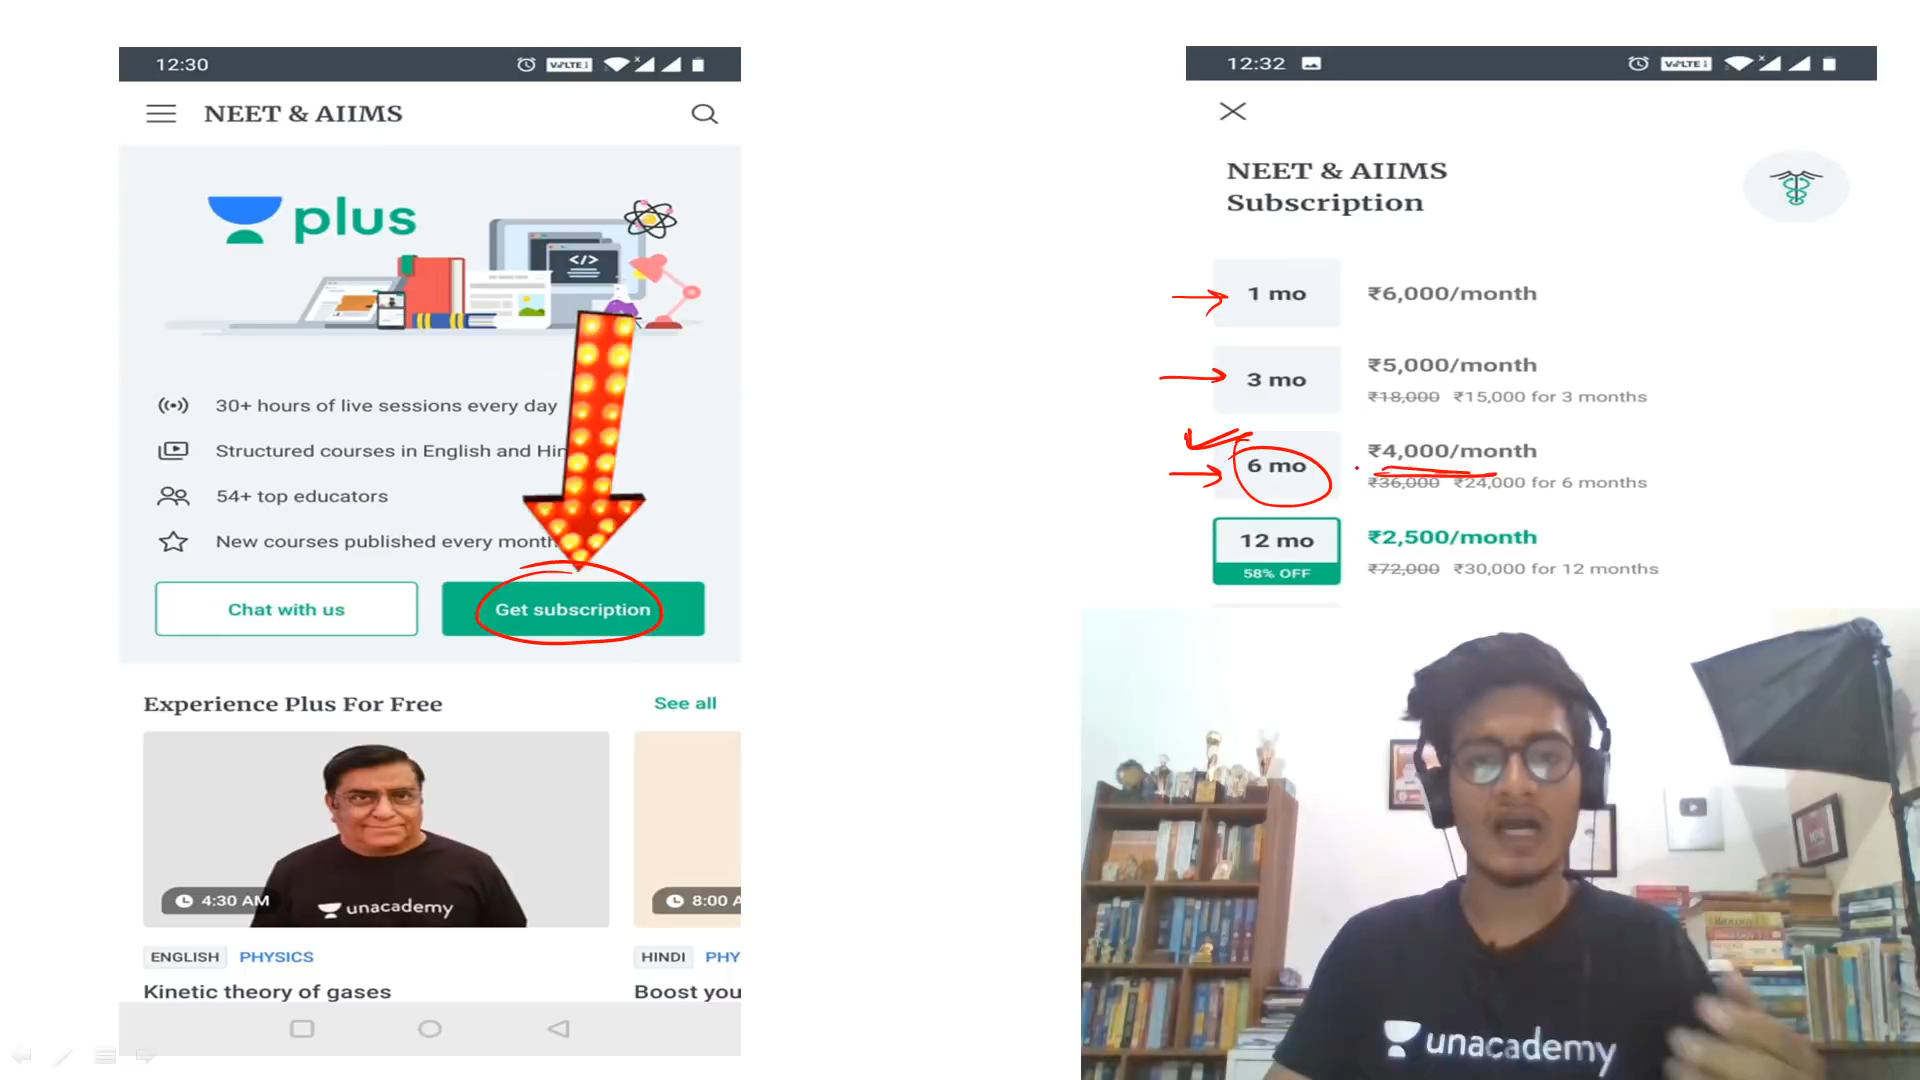 12:30
VoLTE
NEET & AIIMS
plus
30+ hours of live sessions every day
Structured courses in English and Hin
54+ top educators
New courses published every month
Chat with us
Get subscription
Experience Plus For Free
See all
4:30 AM
unacademy
8:00 A
ENGLISH PHYSICS
HINDI PHY
Kinetic theory of gases
Boost you
12:32
VoLTE
NEET & AIIMS
Subscription
1 mo
₹6,000/month
3 mo
₹5,000/month
₹18,000 ₹15,000 for 3 months
6 mo
₹4,000/month
₹36,000 ₹24,000 for 6 months
12 mo
58% OFF
₹2,500/month
₹72,000 ₹30,000 for 12 months
unacademy